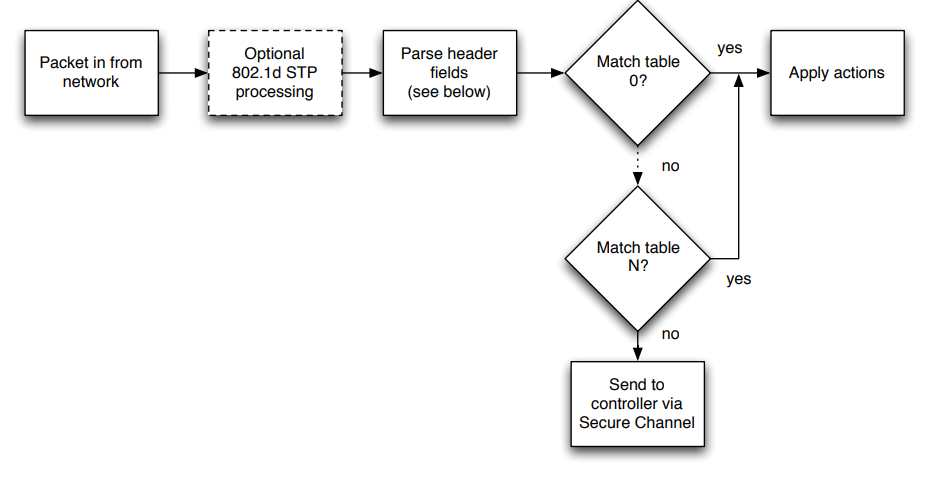 Packet in from
network
Optional
802.1d STP
processing
Parse header
fields
(see below)
Match table
0?
yes
Apply actions
no
Match table
N?
yes
no
Send to
controller via
Secure Channel